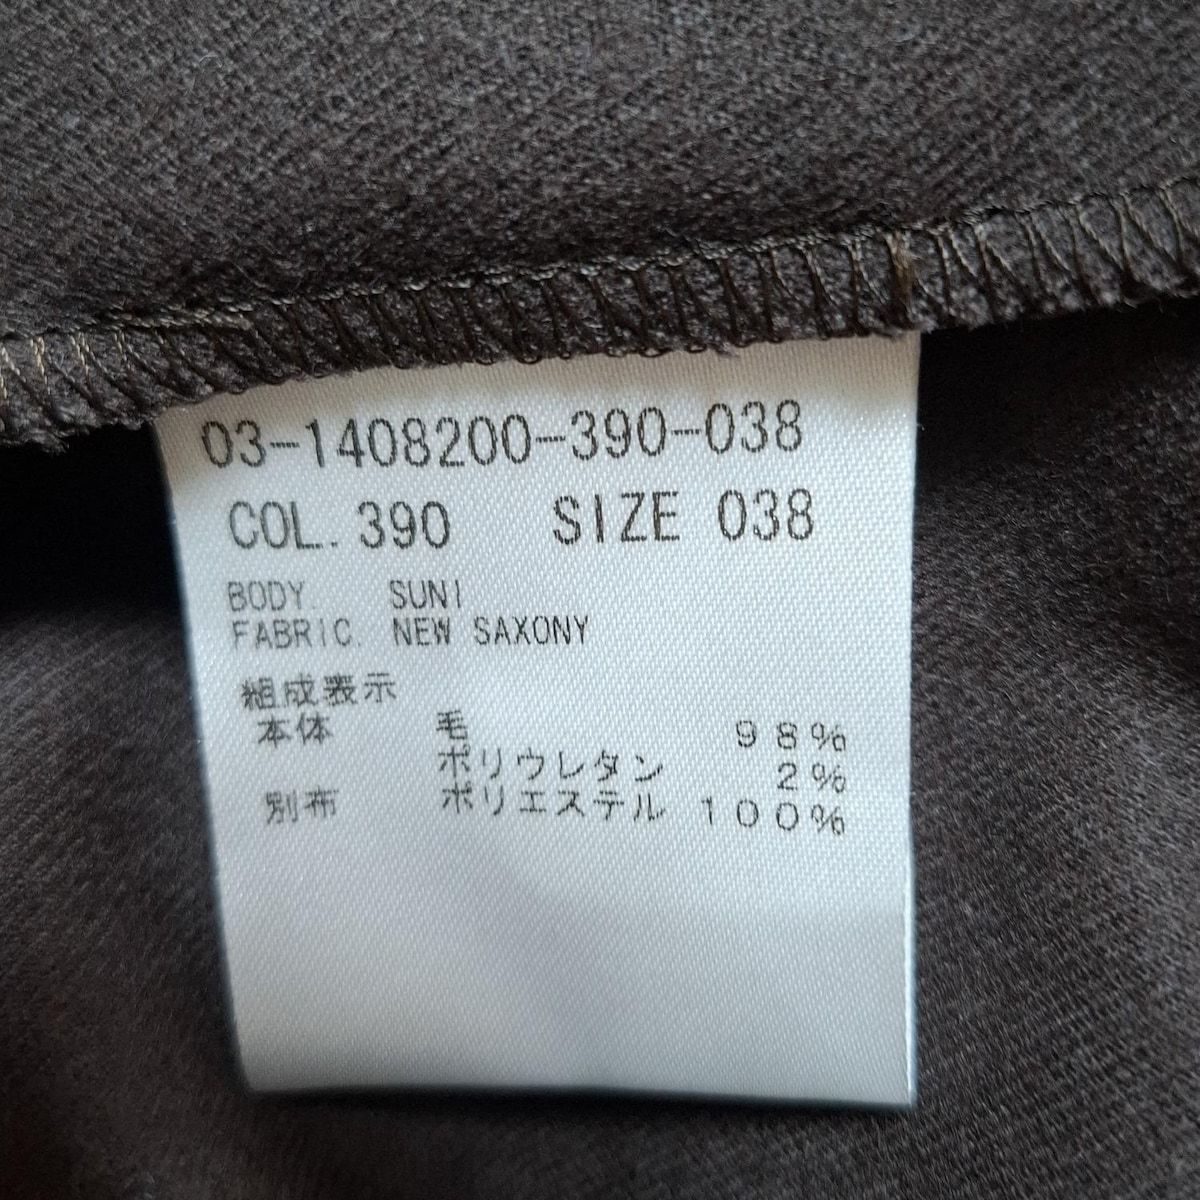 03-1408200-390-038
COL. 390 SIZE 038
BODY. SUNI
FABRIC. NEW SAXONY
組成表示
本体 毛 98%
ポリウレタン 2%
別布 ポリエステル 100%